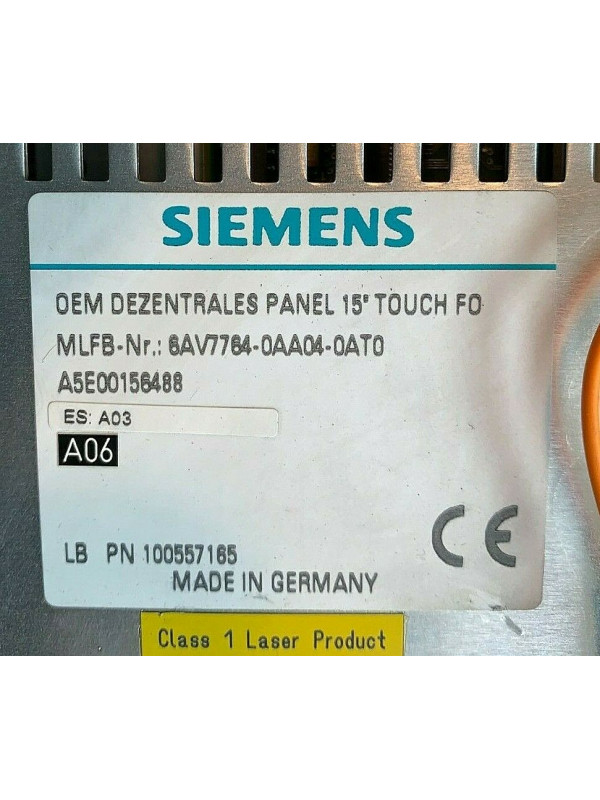 SIEMENS
OEM DEZENTRALES PANEL 15" TOUCH FO
MLFB-Nr.: 6AV7764-0AA04-0AT0
A5E00156488
ES: A03
A06
LB PN 100557165
CE
MADE IN GERMANY
Class 1 Laser Product